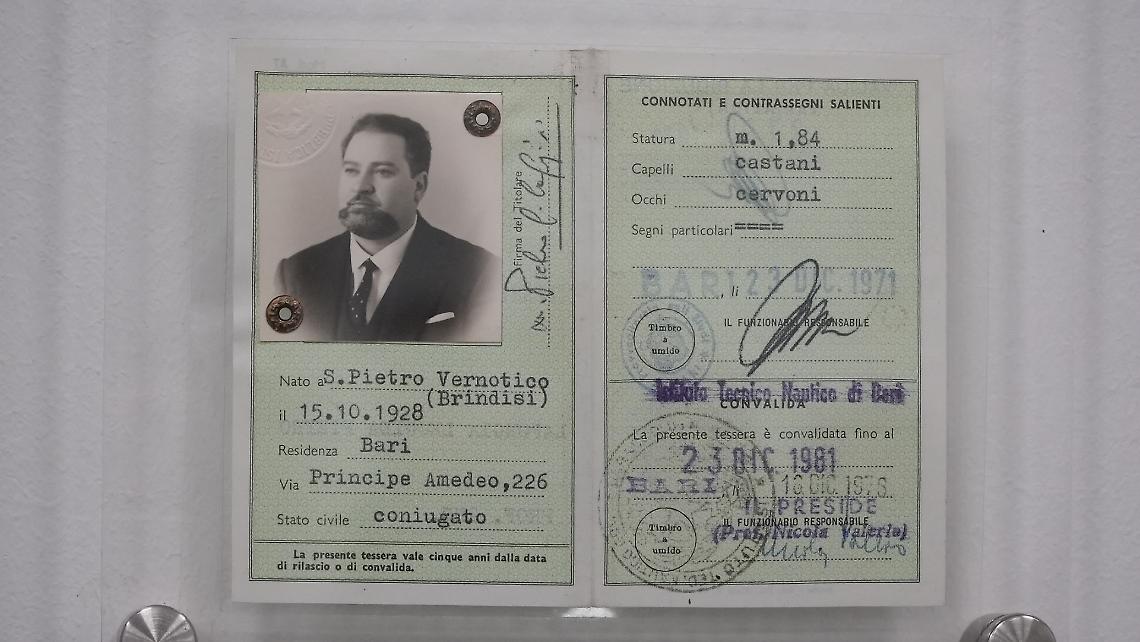 Firma del Titolare
Nato a S.Pietro Vernotico
(Brindisi)
il 15.10.1928
Residenza Bari
Via Principe Amedeo,226
Stato civile coniugato
La presente tessera vale cinque anni dalla data
di rilascio o di convalida.
CONNOTATI E CONTRASSEGNI SALIENTI
Statura m. 1,84
Capelli castani
Occhi cervoni
Segni particolari ====
BARI, li 23 DIC. 1971
IL FUNZIONARIO RESPONSABILE
Timbro
a
umido
Istituto Tecnico Nautico di Bari
CONVALIDA
La presente tessera è convalidata fino al
23 DIC 1981
BARI, li 16 DIC. 1976
IL PRESIDE
IL FUNZIONARIO RESPONSABILE
(Prof. Nicola Valerio)
Timbro
a
umido